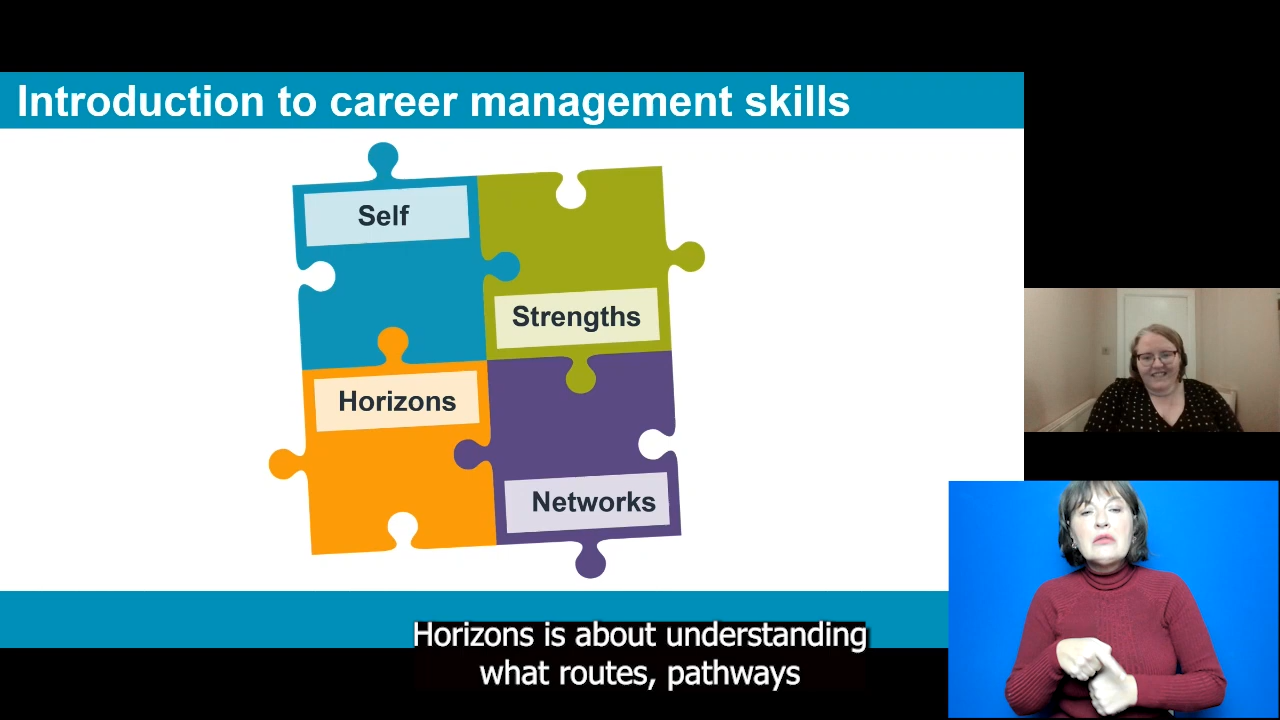 Introduction to career management skills
Self
Strengths
Horizons
Networks
Horizons is about understanding
what routes, pathways